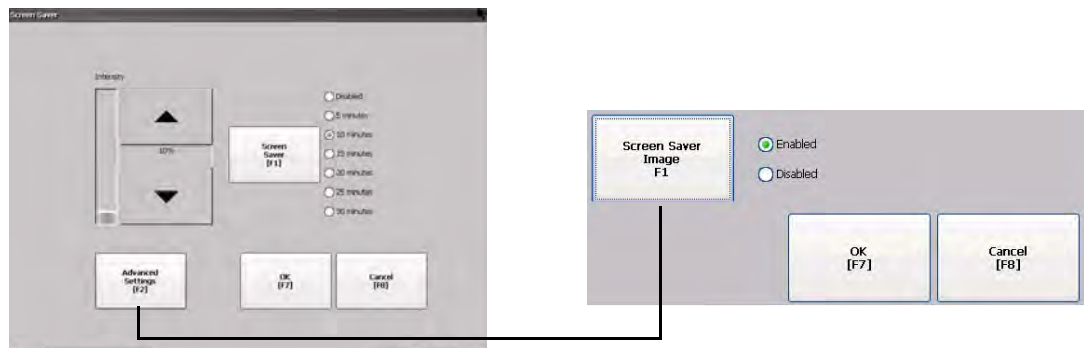 Screen Saver
Intensity
10%
Screen
Saver
[F1]
Disabled
5 minutes
10 minutes
15 minutes
20 minutes
25 minutes
30 minutes
Advanced
Settings
[F2]
OK
[F7]
Cancel
[F8]
Screen Saver
Image
F1
Enabled
Disabled
OK
[F7]
Cancel
[F8]